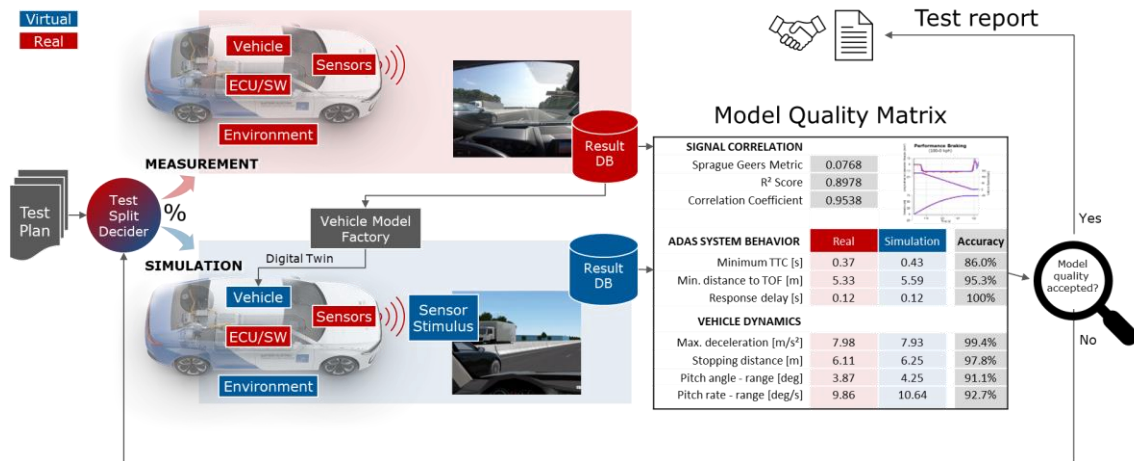 Virtual
Real
Vehicle
Sensors
ECU/SW
Environment
MEASUREMENT
Result
DB
Test
Plan
Test
Split
Decider
%
Vehicle Model
Factory
Digital Twin
SIMULATION
Vehicle
Sensors
Sensor
Stimulus
ECU/SW
Environment
Result
DB
Test report
Model Quality Matrix
SIGNAL CORRELATION
Sprague Geers Metric 0.0768
R² Score 0.8978
Correlation Coefficient 0.9538
Performance Braking
ADAS SYSTEM BEHAVIOR Real Simulation Accuracy
Minimum TTC [s] 0.37 0.43 86.0%
Min. distance to TOF [m] 5.33 5.59 95.3%
Response delay [s] 0.12 0.12 100%
VEHICLE DYNAMICS
Max. deceleration [m/s²] 7.98 7.93 99.4%
Stopping distance [m] 6.11 6.25 97.8%
Pitch angle - range [deg] 3.87 4.25 91.1%
Pitch rate - range [deg/s] 9.86 10.64 92.7%
Yes
Model
quality
accepted?
No